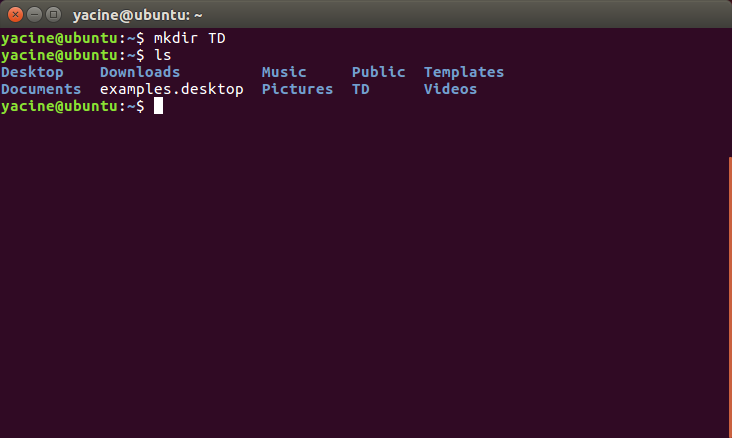 yacine@ubuntu: ~
yacine@ubuntu:~$ mkdir TD
yacine@ubuntu:~$ ls
Desktop    Downloads         Music     Public  Templates
Documents  examples.desktop  Pictures  TD      Videos
yacine@ubuntu:~$